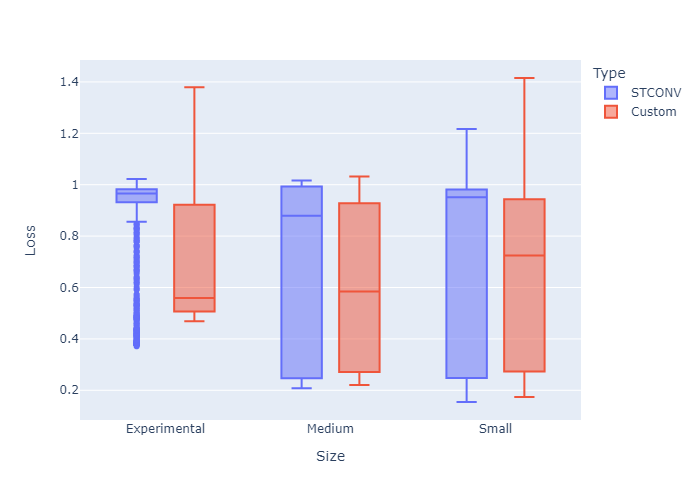 Type
STCONV
Custom
1.4
1.2
1
0.8
0.6
0.4
0.2
Loss
Experimental
Medium
Small
Size